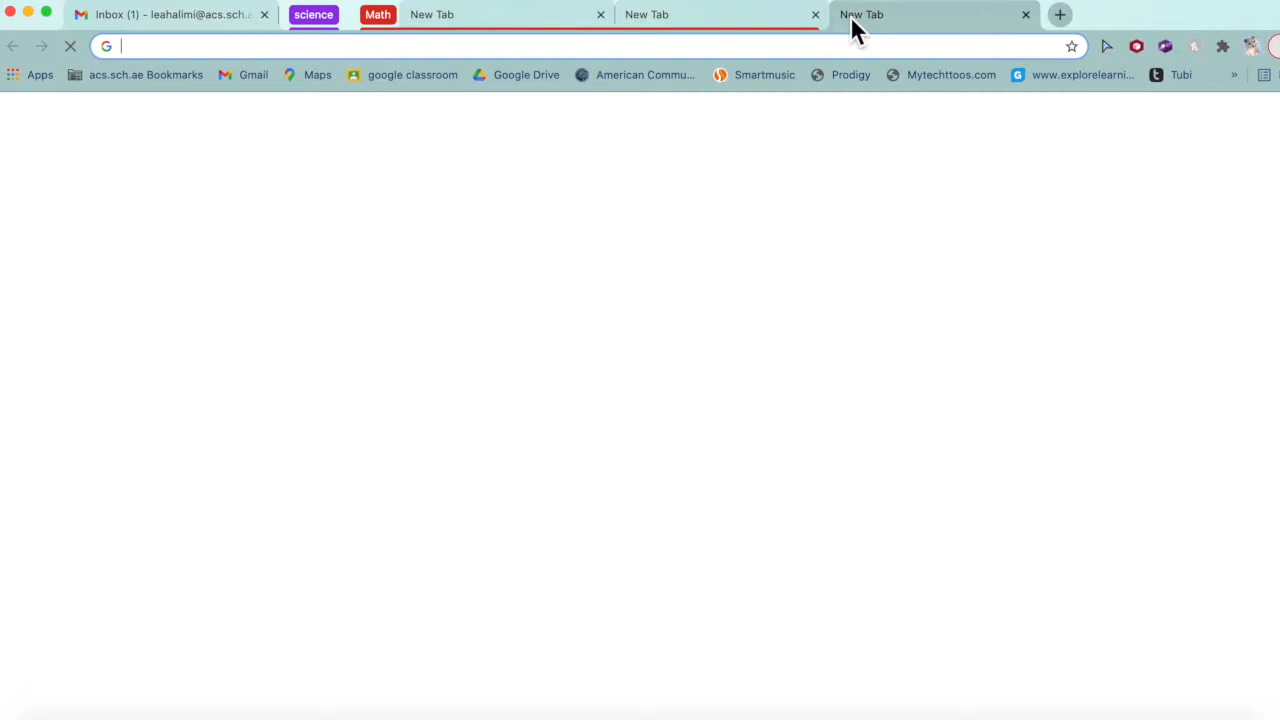 Inbox (1) - leahalimi@acs.sch.a science Math New Tab New Tab New Tab
Apps acs.sch.ae Bookmarks Gmail Maps google classroom Google Drive American Commu... Smartmusic Prodigy Mytechttoos.com www.explorelearni... Tubi »